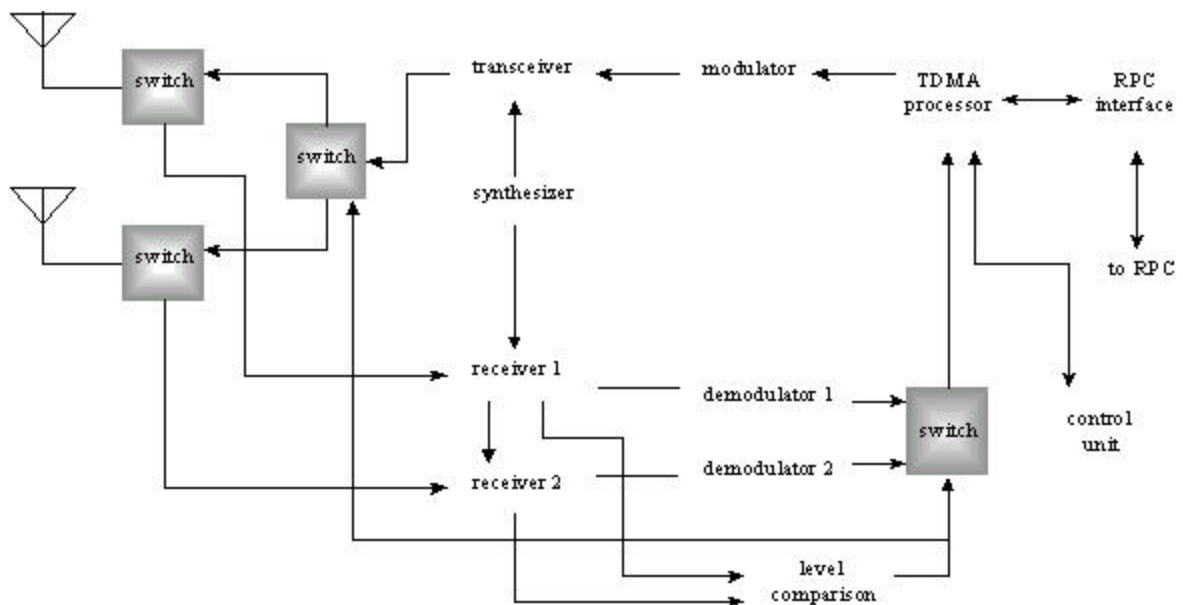 switch
transceiver
modulator
TDMA
processor
RPC
interface
switch
synthesizer
switch
to RPC
receiver 1
demodulator 1
switch
control
unit
demodulator 2
receiver 2
level
comparison